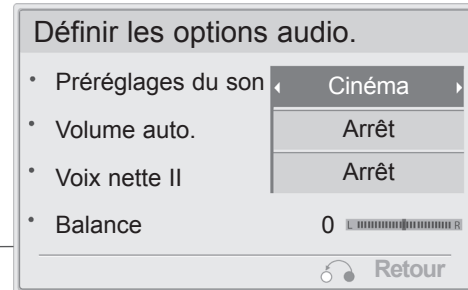 Définir les options audio.
• Préréglages du son Cinéma
• Volume auto. Arrêt
• Voix nette II Arrêt
• Balance 0 L R
Retour